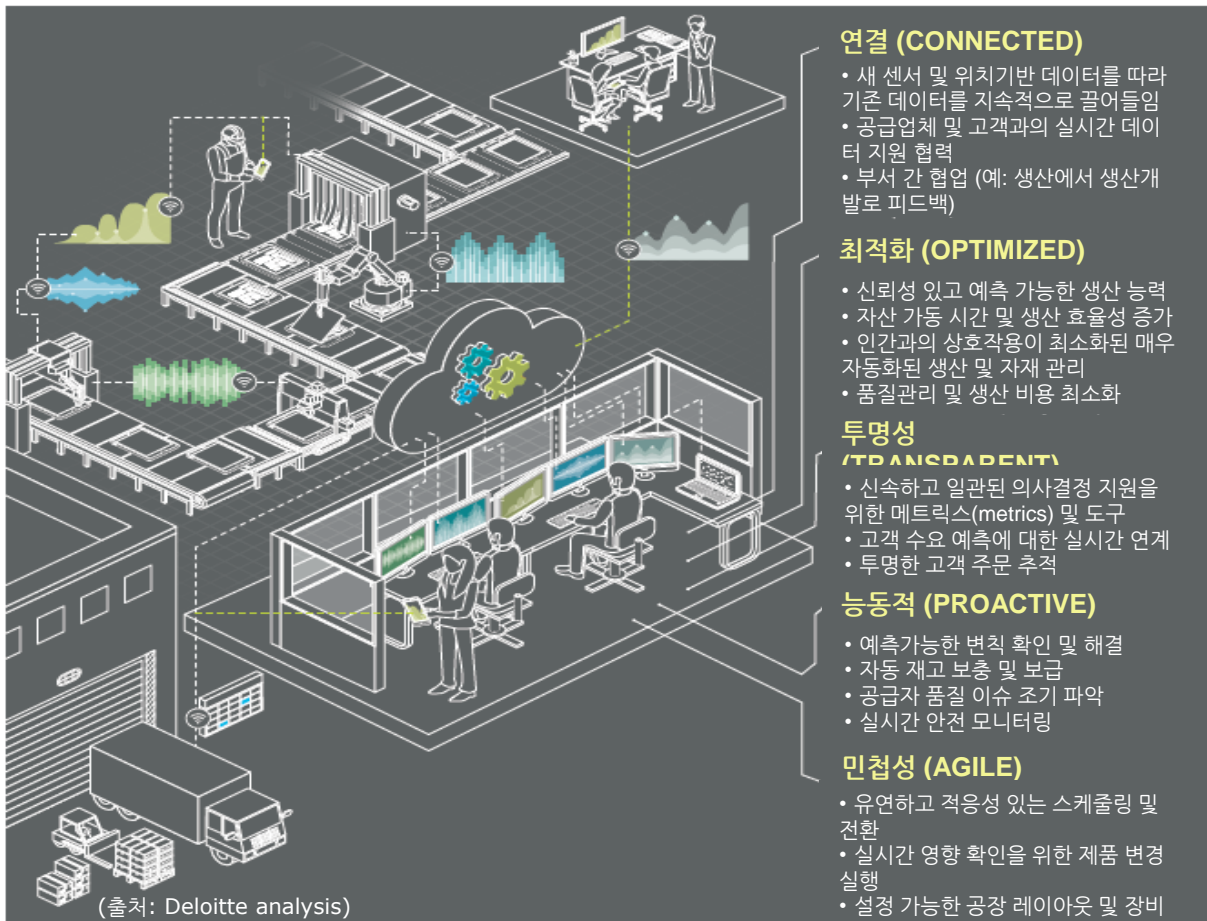 연결 (CONNECTED)
• 새 센서 및 위치기반 데이터를 따라
기존 데이터를 지속적으로 끌어들임
• 공급업체 및 고객과의 실시간 데이
터 지원 협력
• 부서 간 협업 (예: 생산에서 생산개
발로 피드백)
최적화 (OPTIMIZED)
• 신뢰성 있고 예측 가능한 생산 능력
• 자산 가동 시간 및 생산 효율성 증가
• 인간과의 상호작용이 최소화된 매우
자동화된 생산 및 자재 관리
• 품질관리 및 생산 비용 최소화
투명성
(TRANSPARENT)
• 신속하고 일관된 의사결정 지원을
위한 메트릭스(metrics) 및 도구
• 고객 수요 예측에 대한 실시간 연계
• 투명한 고객 주문 추적
능동적 (PROACTIVE)
• 예측가능한 변칙 확인 및 해결
• 자동 재고 보충 및 보급
• 공급자 품질 이슈 조기 파악
• 실시간 안전 모니터링
민첩성 (AGILE)
• 유연하고 적응성 있는 스케줄링 및
전환
• 실시간 영향 확인을 위한 제품 변경
실행
• 설정 가능한 공장 레이아웃 및 장비
(출처: Deloitte analysis)